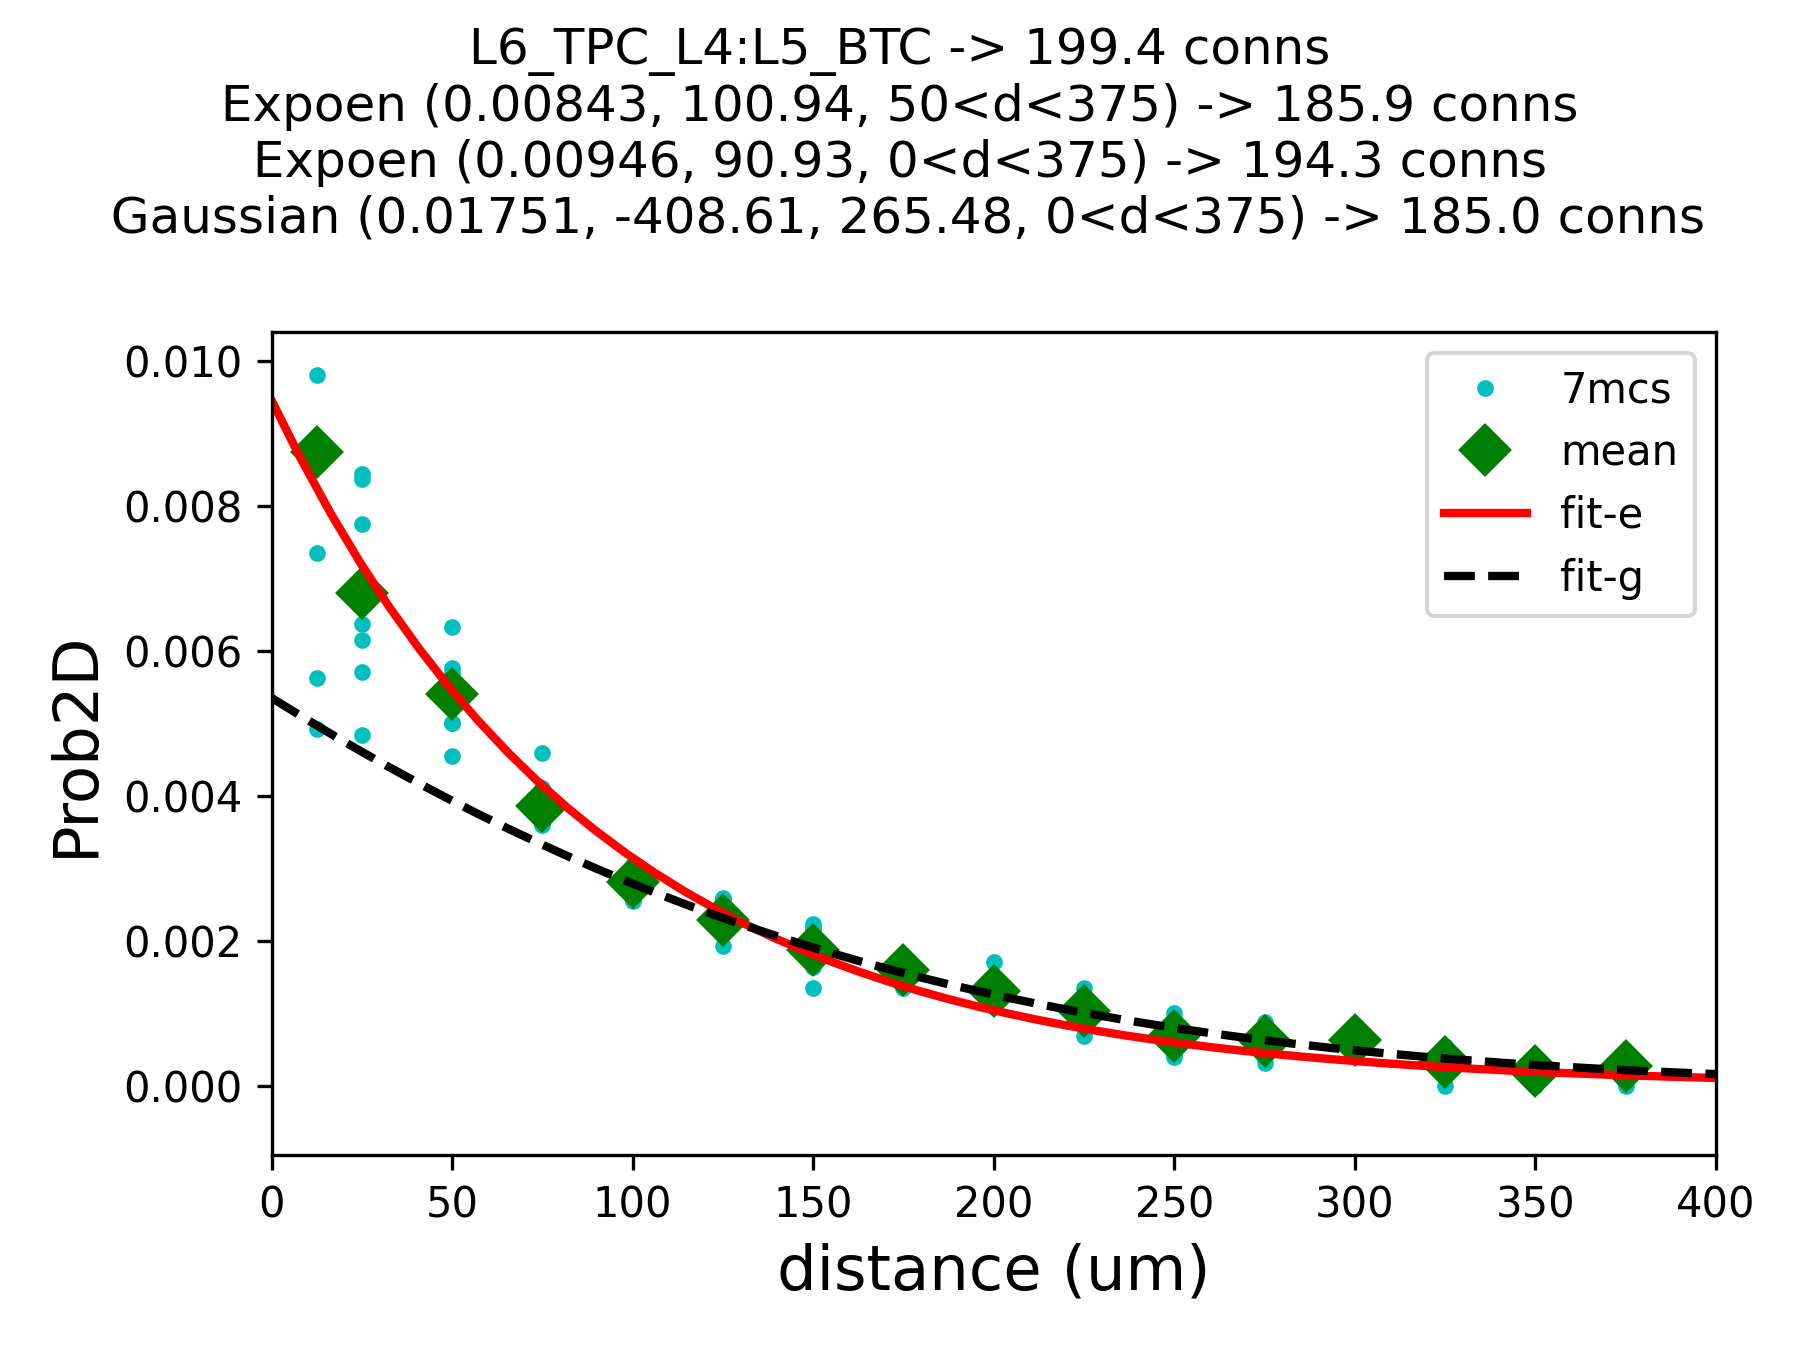 L6_TPC_L4:L5_BTC -> 199.4 conns
Expoen (0.00843, 100.94, 50<d<375) -> 185.9 conns
Expoen (0.00946, 90.93, 0<d<375) -> 194.3 conns
Gaussian (0.01751, -408.61, 265.48, 0<d<375) -> 185.0 conns
0.010
0.008
0.006
0.004
0.002
0.000
Prob2D
7mcs
mean
fit-e
fit-g
0 50 100 150 200 250 300 350 400
distance (um)